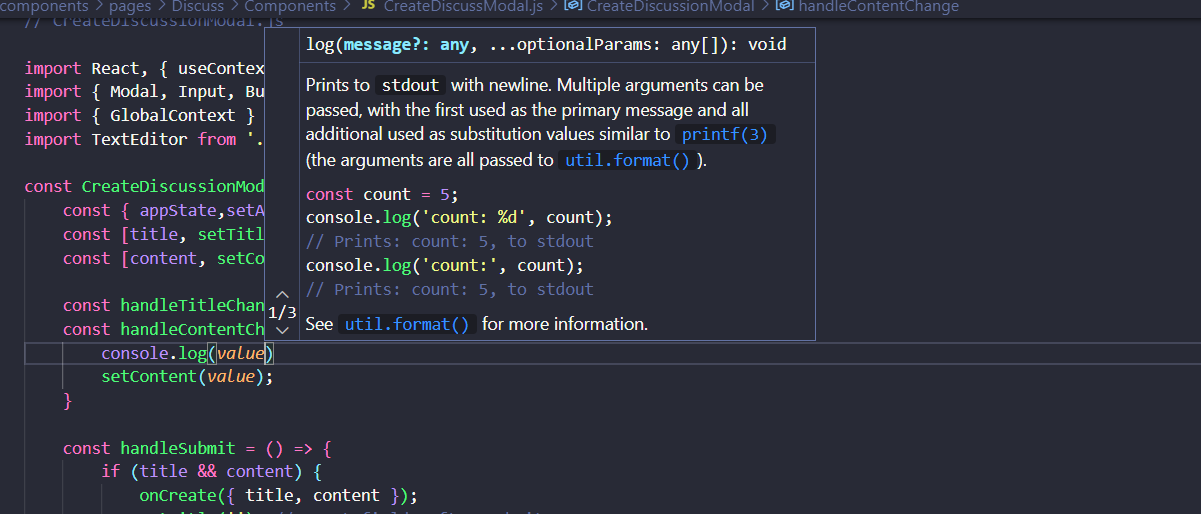 components > pages > Discuss > Components > JS CreateDiscussModal.js > CreateDiscussionModal > handleContentChange
// CreateDiscussModal.js
import React, { useContex
import { Modal, Input, Bu
import { GlobalContext }
import TextEditor from '.
const CreateDiscussionMod
const { appState,setA
const [title, setTitl
const [content, setCo
const handleTitleChan
const handleContentCh
console.log(value)
setContent(value);
}
const handleSubmit = () => {
if (title && content) {
onCreate({ title, content });
log(message?: any, ...optionalParams: any[]): void
Prints to stdout with newline. Multiple arguments can be
passed, with the first used as the primary message and all
additional used as substitution values similar to printf(3)
(the arguments are all passed to util.format() ).
const count = 5;
console.log('count: %d', count);
// Prints: count: 5, to stdout
console.log('count:', count);
// Prints: count: 5, to stdout
1/3
See util.format() for more information.